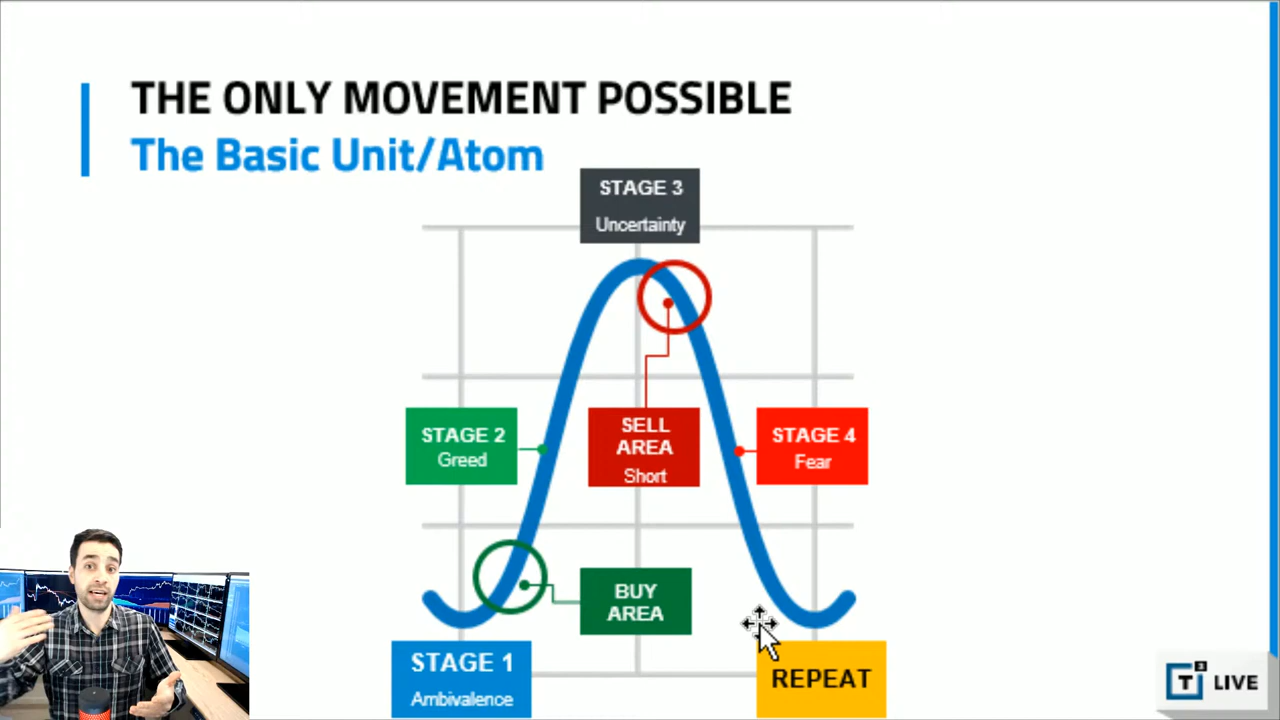 THE ONLY MOVEMENT POSSIBLE
The Basic Unit/Atom
STAGE 3
Uncertainty
STAGE 2
Greed
SELL
AREA
Short
STAGE 4
Fear
BUY
AREA
STAGE 1
Ambivalence
REPEAT
T3 LIVE